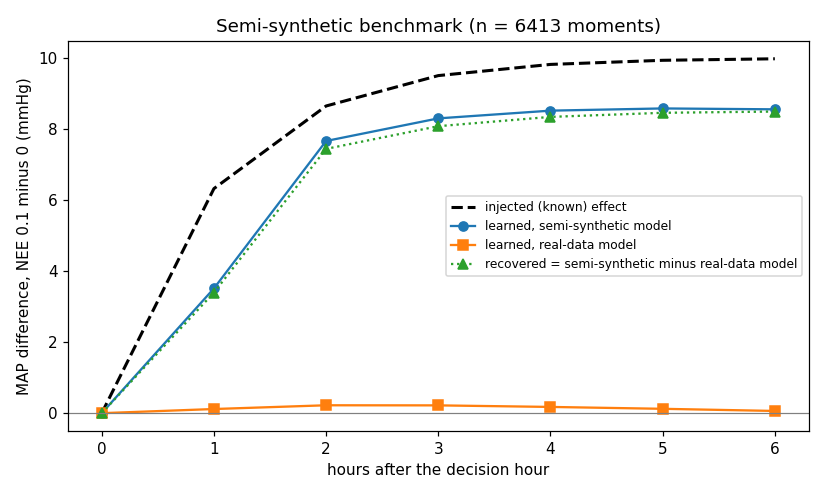 Semi-synthetic benchmark (n = 6413 moments)
MAP difference, NEE 0.1 minus 0 (mmHg)
10
8
6
4
2
0
injected (known) effect
learned, semi-synthetic model
learned, real-data model
recovered = semi-synthetic minus real-data model
0 1 2 3 4 5 6
hours after the decision hour